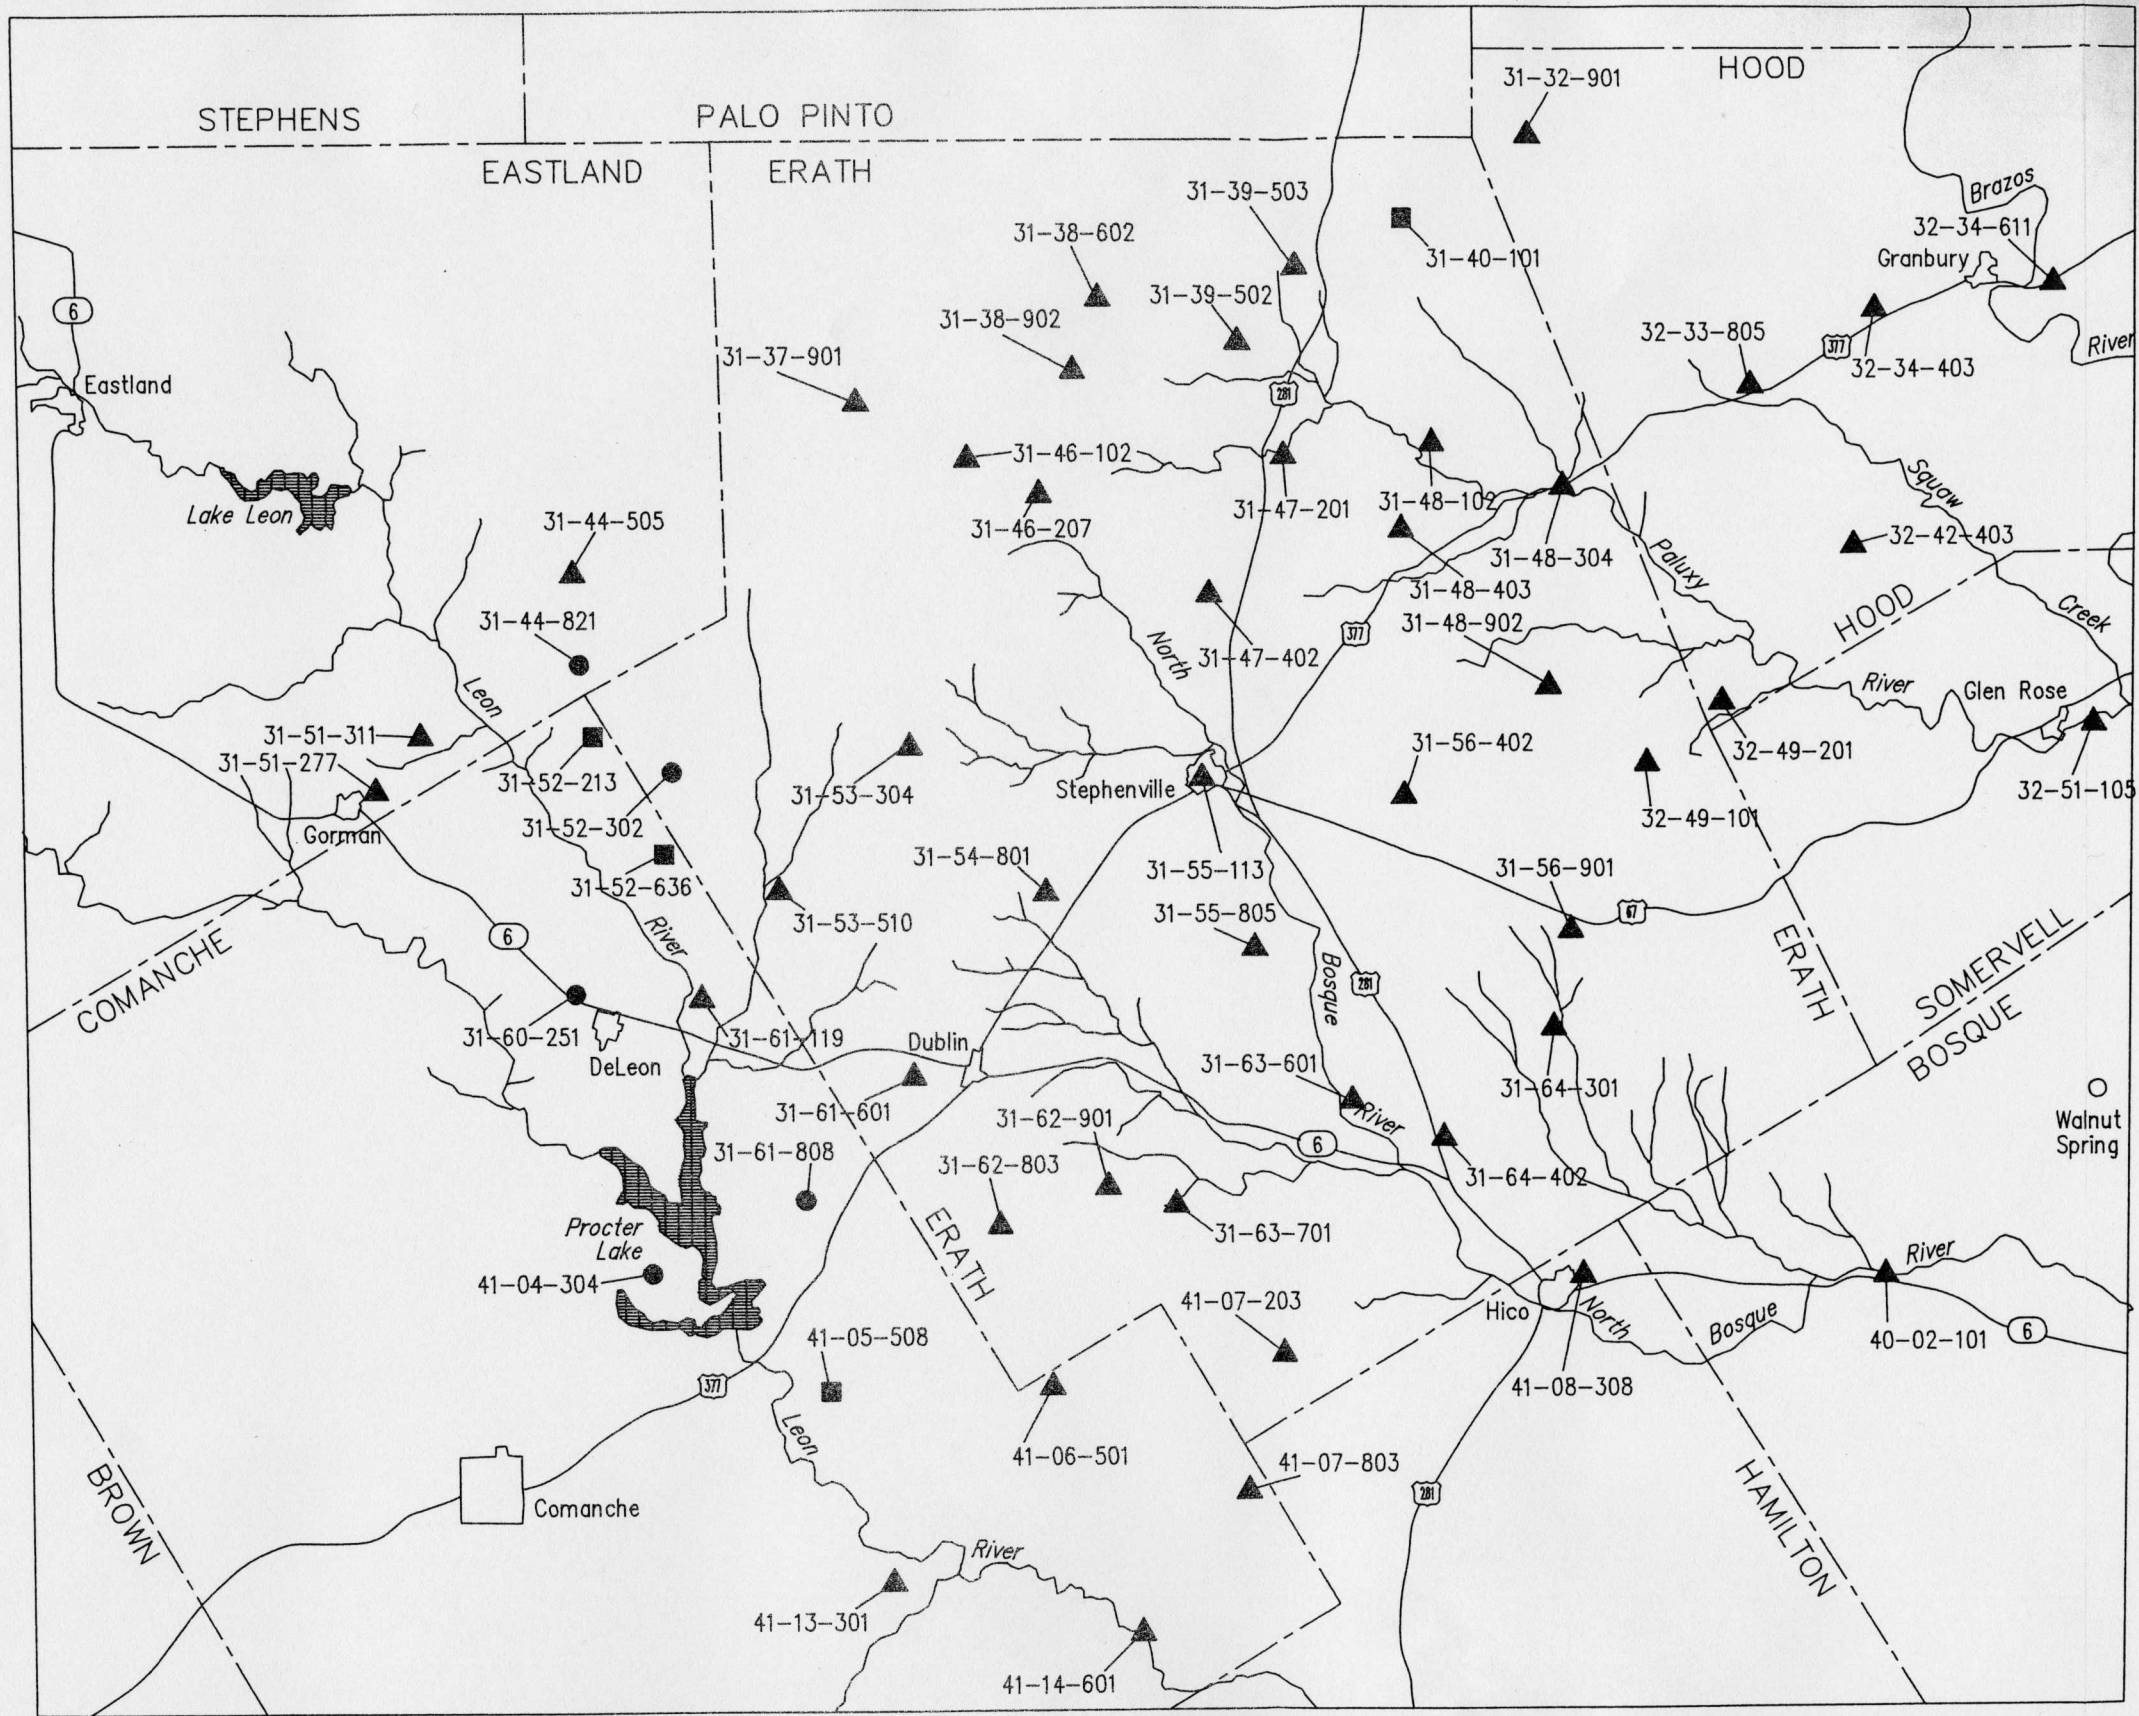 HOOD
31-32-901
STEPHENS
PALO PINTO
EASTLAND
ERATH
31-39-503
Brazos
31-38-602
32-34-611
31-40-101
Granbury
31-39-502
6
31-38-902
32-33-805
377
River
31-37-901
32-34-403
Eastland
281
31-46-102
Squaw
31-48-102
31-47-201
Lake Leon
31-44-505
31-46-207
32-42-403
31-48-304
Paluxy
31-48-403
HOOD
Creek
31-44-821
31-48-902
377
North
31-47-402
Leon
River
Glen Rose
31-51-311
31-56-402
32-49-201
31-51-277
31-52-213
Stephenville
32-51-105
31-53-304
32-49-101
31-52-302
Gorman
31-54-801
31-56-901
31-55-113
31-52-636
31-55-805
67
31-53-510
River
6
COMANCHE
ERATH
SOMERVELL
Bosque
281
BOSQUE
31-60-251
31-61-119
Dublin
DeLeon
31-63-601
31-64-301
31-61-601
31-62-901
River
Walnut
Spring
6
31-61-808
31-62-803
31-64-402
Procter
Lake
31-63-701
ERATH
River
41-04-304
41-07-203
Hico
North
Bosque
41-05-508
40-02-101
6
377
41-08-308
Leon
41-06-501
41-07-803
281
BROWN
Comanche
HAMILTON
River
41-13-301
41-14-601